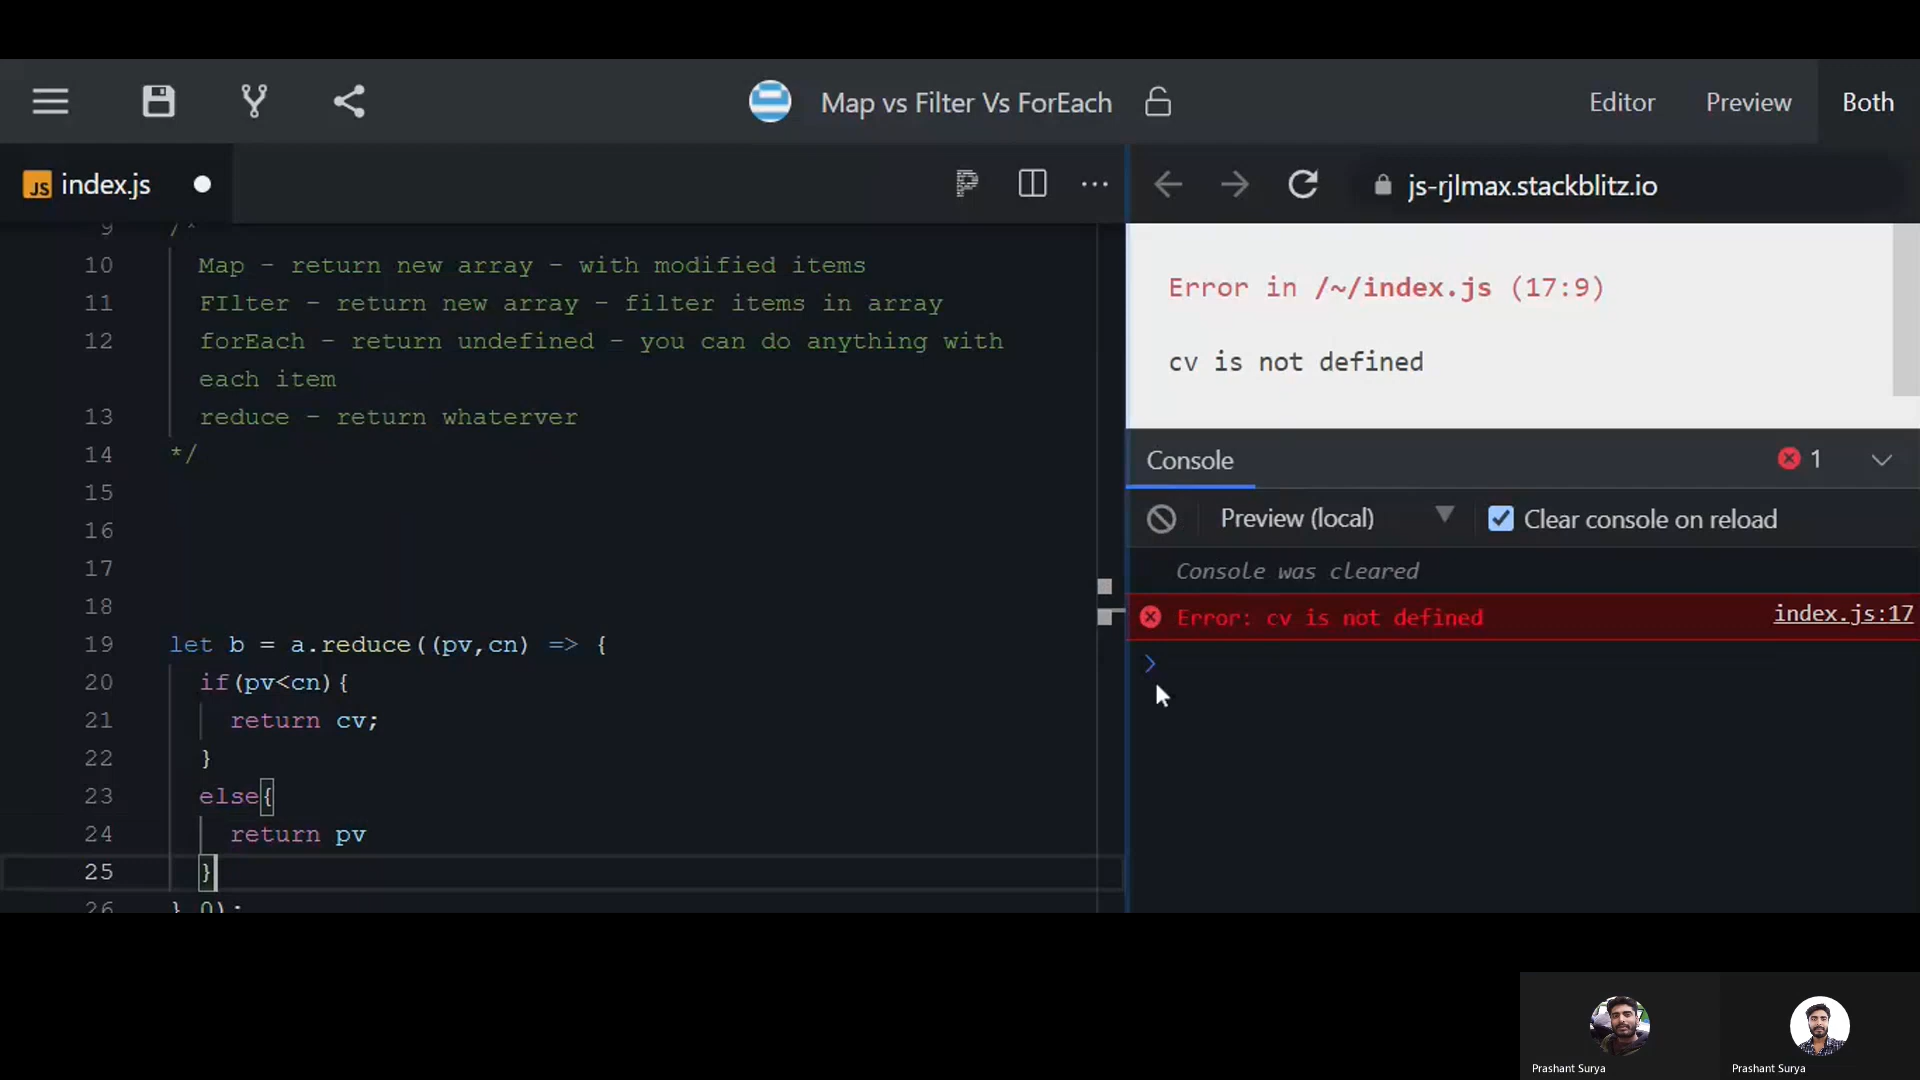 Map vs Filter Vs ForEach
Editor Preview Both
JS index.js
js-rjlmax.stackblitz.io
9 /*
10 Map - return new array - with modified items
11 FIlter - return new array - filter items in array
12 forEach - return undefined - you can do anything with
each item
13 reduce - return whaterver
14 */
15
16
17
18
19 let b = a.reduce((pv,cn) => {
20 if(pv<cn){
21 return cv;
22 }
23 else{
24 return pv
25 }
26 },0);
Error in /~/index.js (17:9)
cv is not defined
Console 1
Preview (local) Clear console on reload
Console was cleared
Error: cv is not defined index.js:17
Prashant Surya
Prashant Surya